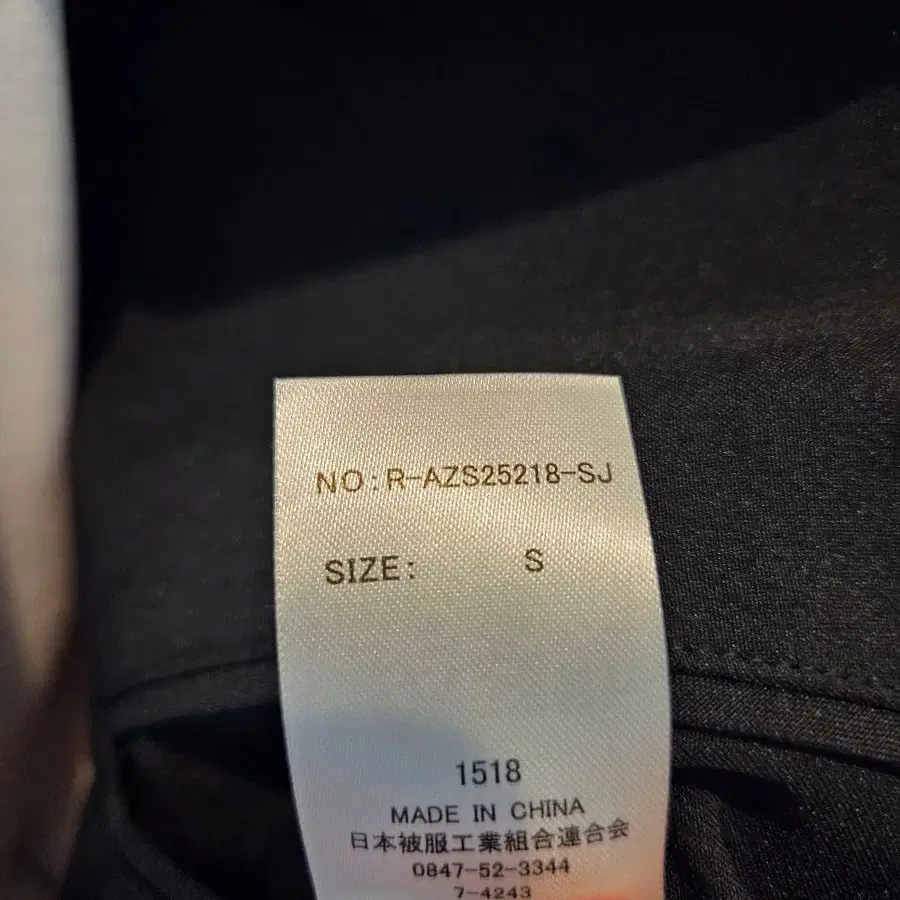 NO:R-AZS25218-SJ
SIZE: S
1518
MADE IN CHINA
日本被服工業組合連合会
0847-52-3344
7-4243